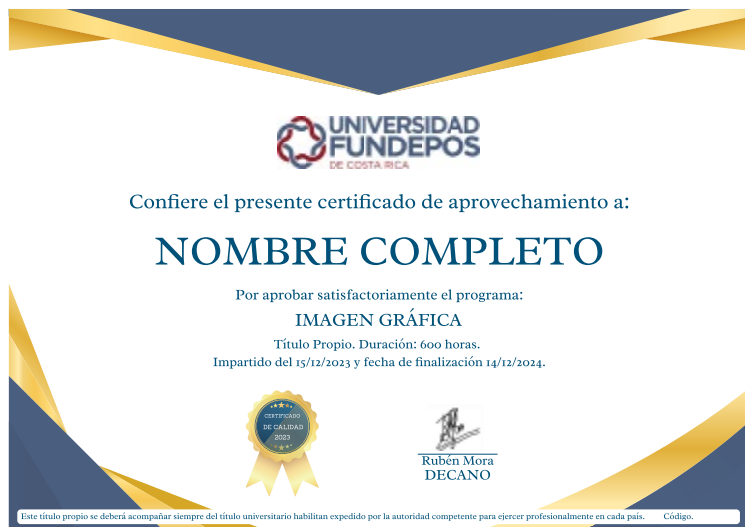 UNIVERSIDAD
FUNDEPOS
DE COSTA RICA
Confiere el presente certificado de aprovechamiento a:
NOMBRE COMPLETO
Por aprobar satisfactoriamente el programa:
IMAGEN GRÁFICA
Título Propio. Duración: 600 horas.
Impartido del 15/12/2023 y fecha de finalización 14/12/2024.
CERTIFICADO
DE CALIDAD
2023
Rubén Mora
DECANO
Este título propio se deberá acompañar siempre del título universitario habilitan expedido por la autoridad competente para ejercer profesionalmente en cada país. Código.